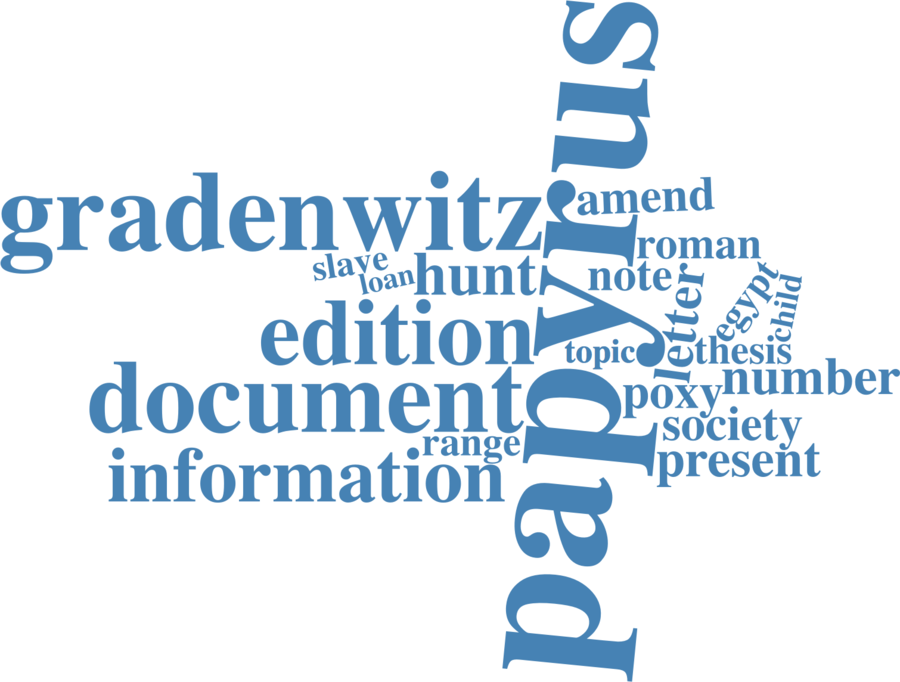 papyrus
gradenwitz
amend
roman
slave
loan
hunt
note
letter
egypt
child
edition
topic
thesis
document
poxy
number
society
range
information
present